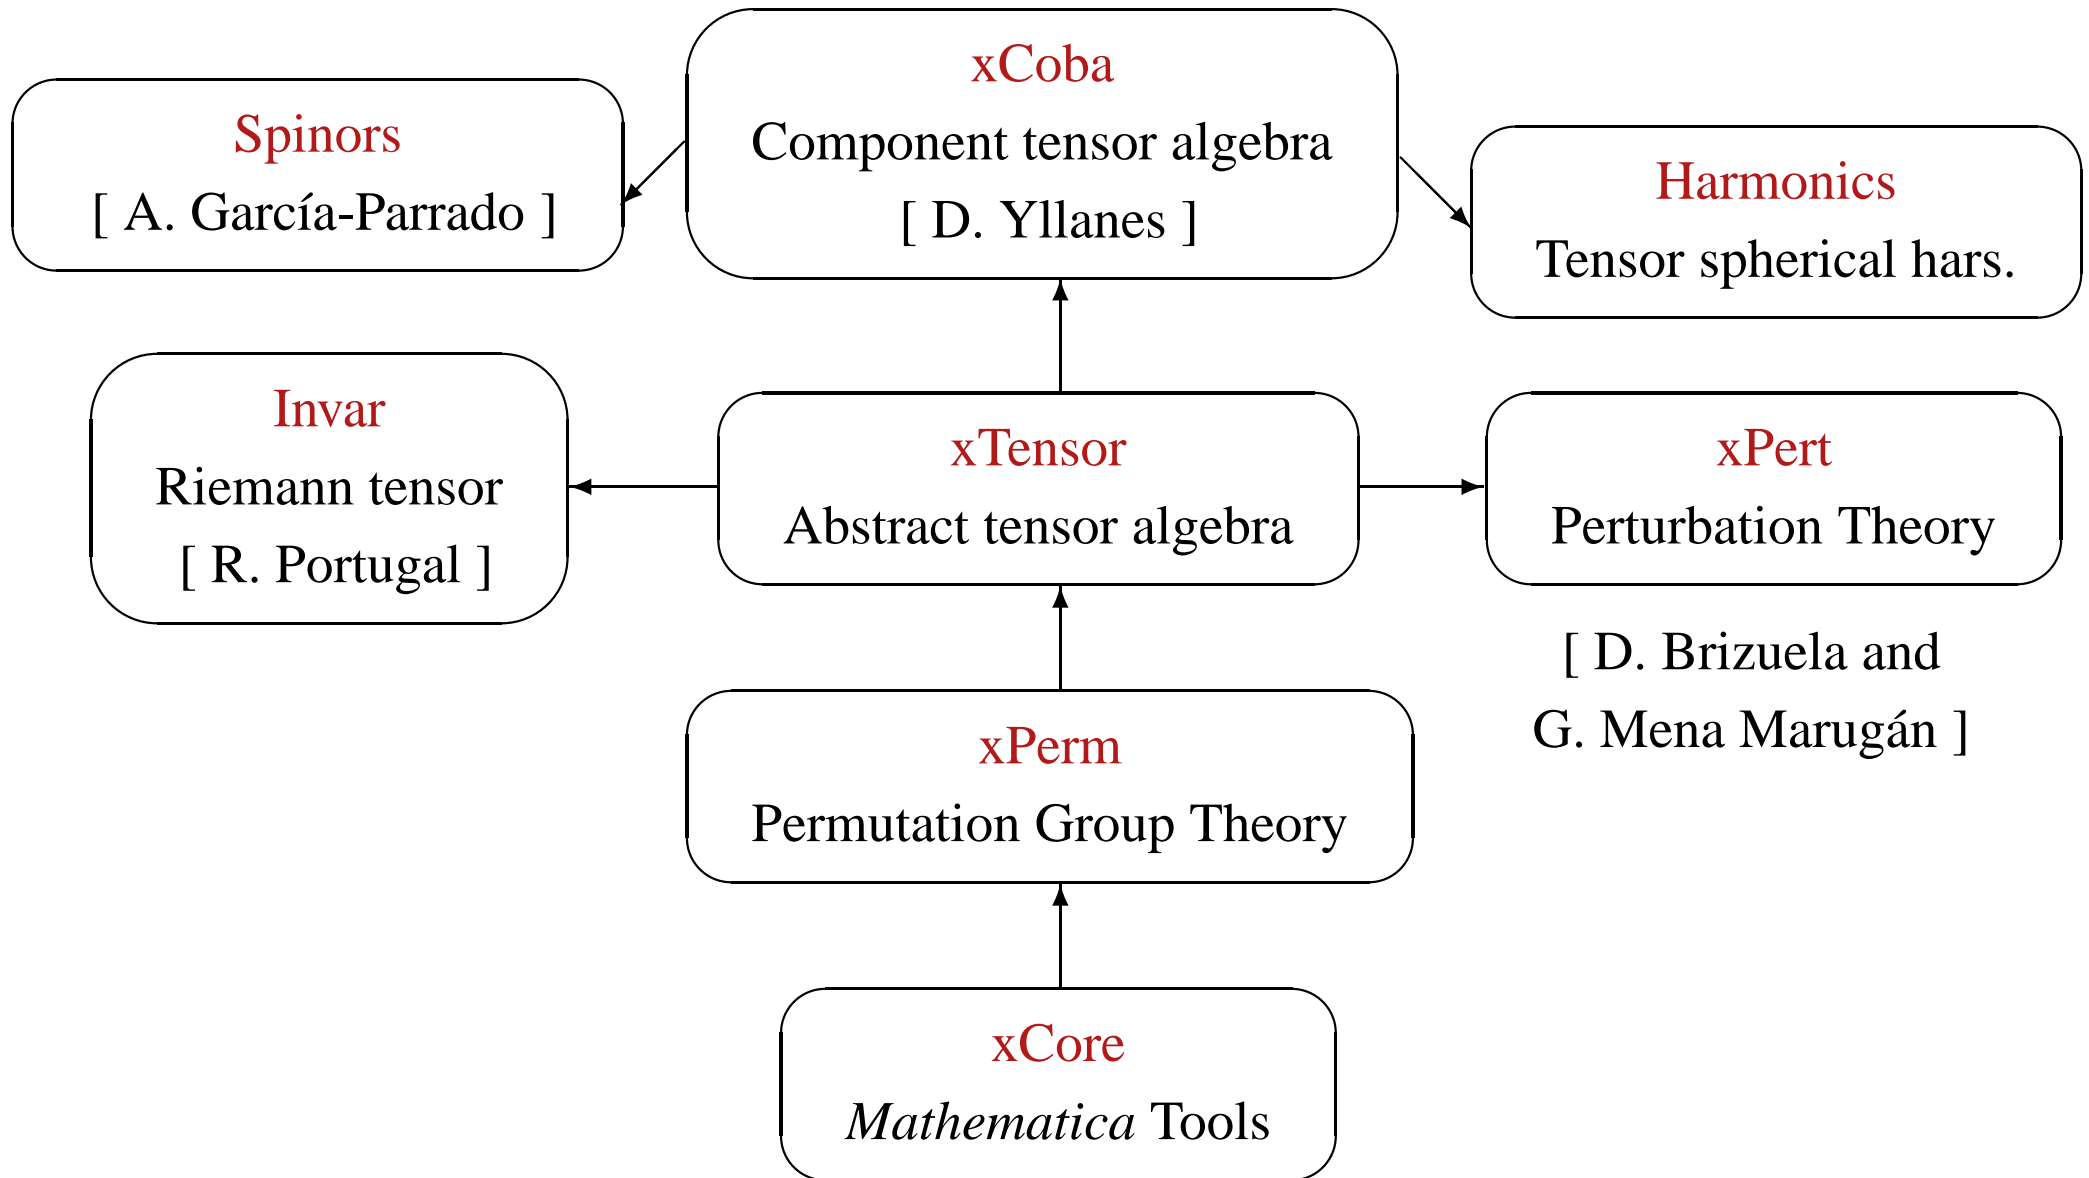 xCoba
Component tensor algebra
[ D. Yllanes ]
Spinors
[ A. García-Parrado ]
Harmonics
Tensor spherical hars.
Invar
Riemann tensor
[ R. Portugal ]
xTensor
Abstract tensor algebra
xPert
Perturbation Theory
[ D. Brizuela and
G. Mena Marugán ]
xPerm
Permutation Group Theory
xCore
Mathematica Tools